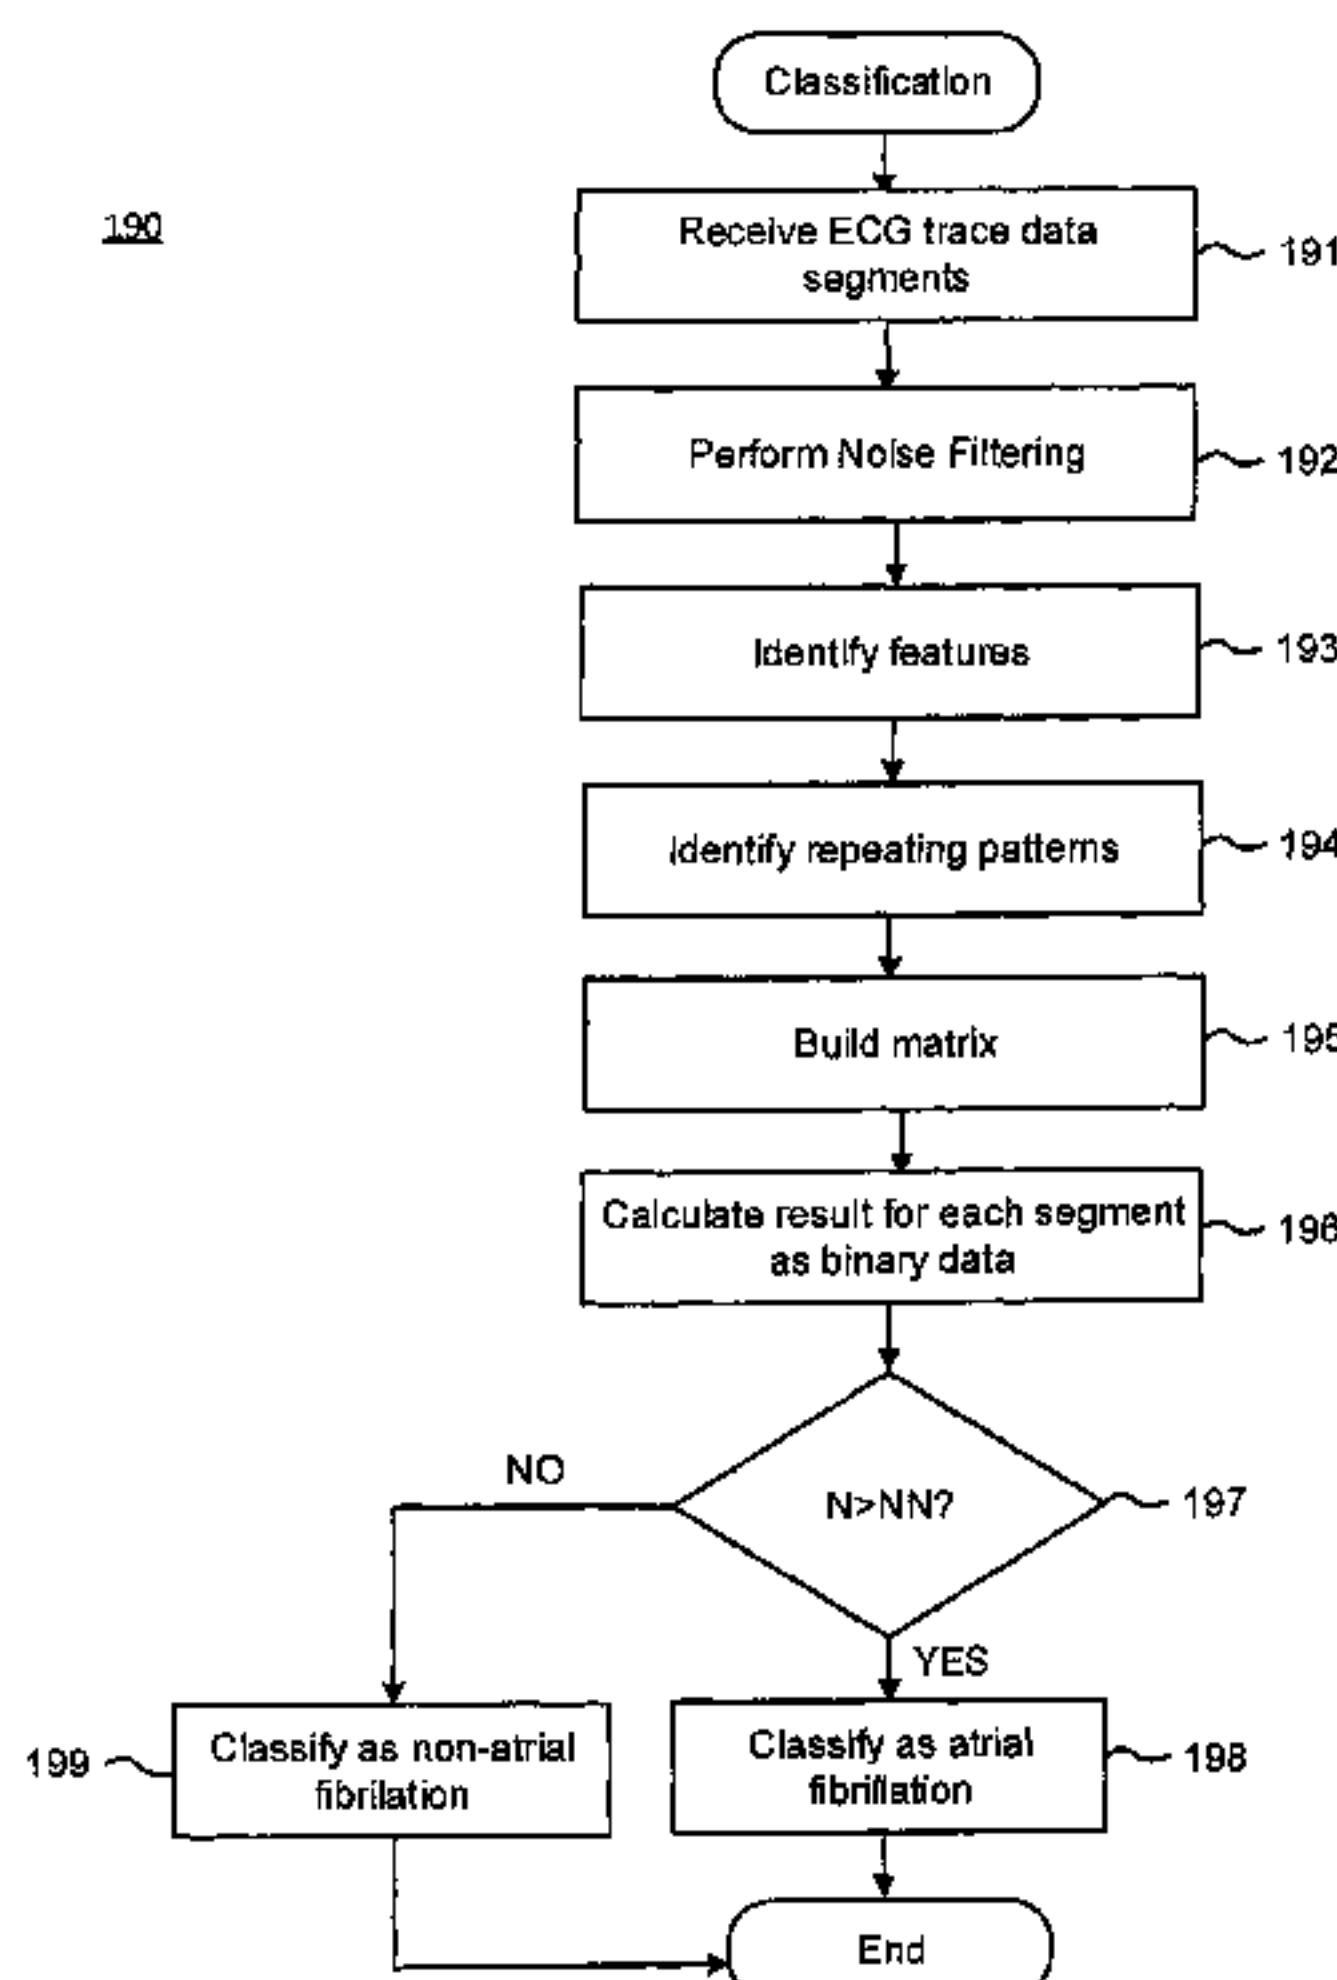 Classification
190
Receive ECG trace data
segments
191
Perform Noise Filtering
192
Identify features
193
Identify repeating patterns
194
Build matrix
195
Calculate result for each segment
as binary data
196
NO
N>NN?
197
YES
199
Classify as non-atrial
fibrilation
Classify as atrial
fibrillation
198
End